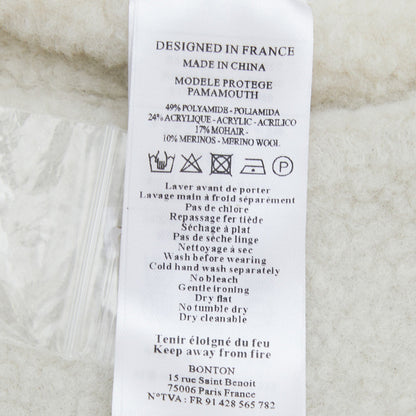 DESIGNED IN FRANCE
MADE IN CHINA
MODELE PROTEGE
PAMAMOUTH
49% POLYAMIDE - POLIAMIDA
24% ACRYLIQUE - ACRYLIC - ACRILICO
17% MOHAIR -
10% MERINOS - MERINO WOOL
P
Laver avant de porter
Lavage main à froid séparément
Pas de chlore
Repassage fer tiède
Séchage à plat
Pas de sèche linge
Nettoyage à sec
Wash before wearing
Cold hand wash separately
No bleach
Gentle ironing
Dry flat
No tumble dry
Dry cleanable
Tenir éloigné du feu
Keep away from fire
BONTON
15 rue Saint Benoit
75006 Paris France
N°TVA : FR 91 428 565 782